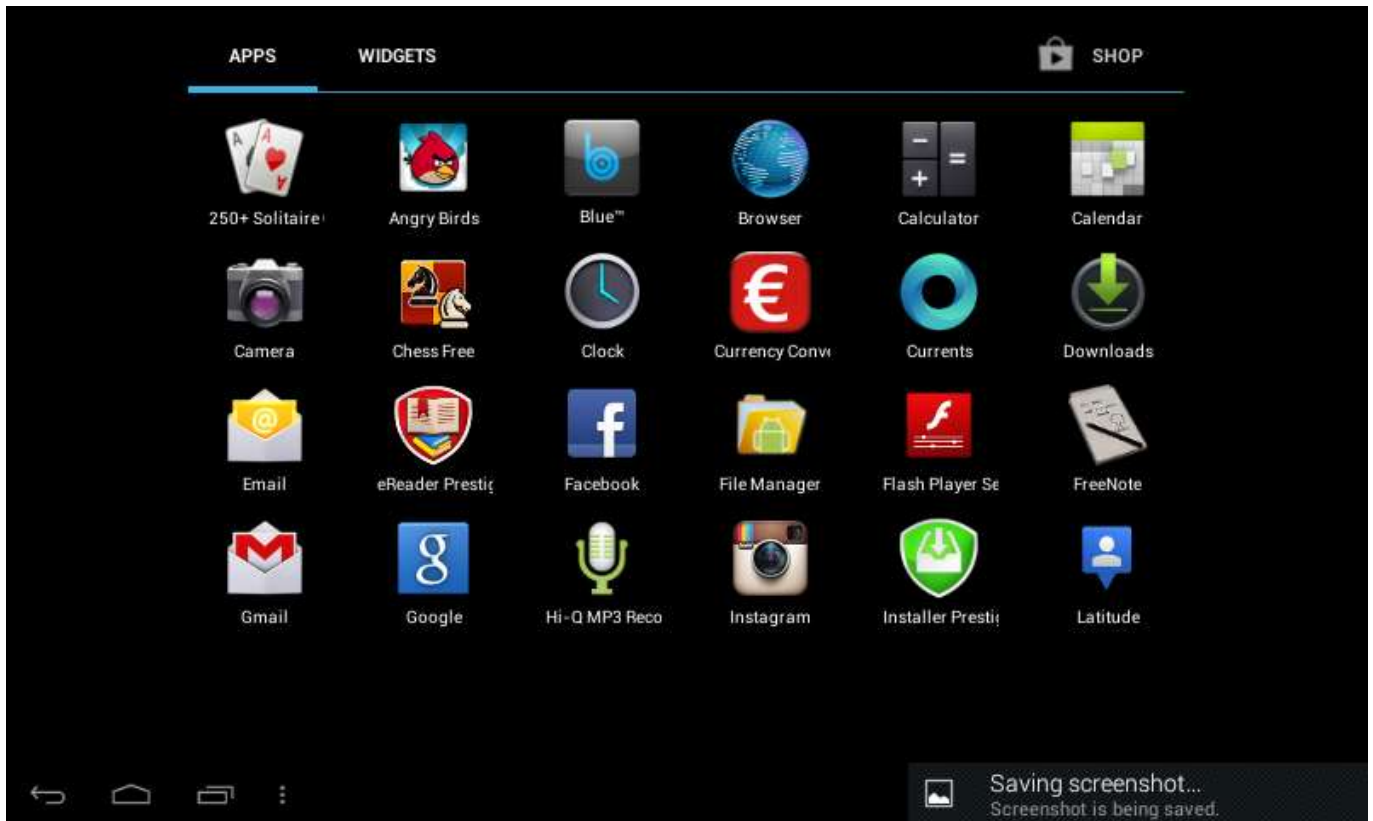 APPS WIDGETS SHOP
250+ Solitaire Angry Birds Blue™ Browser Calculator Calendar
Camera Chess Free Clock Currency Conv Currents Downloads
Email eReader Prestig Facebook File Manager Flash Player Se FreeNote
Gmail Google Hi-Q MP3 Reco Instagram Installer Prestig Latitude
Saving screenshot...
Screenshot is being saved.